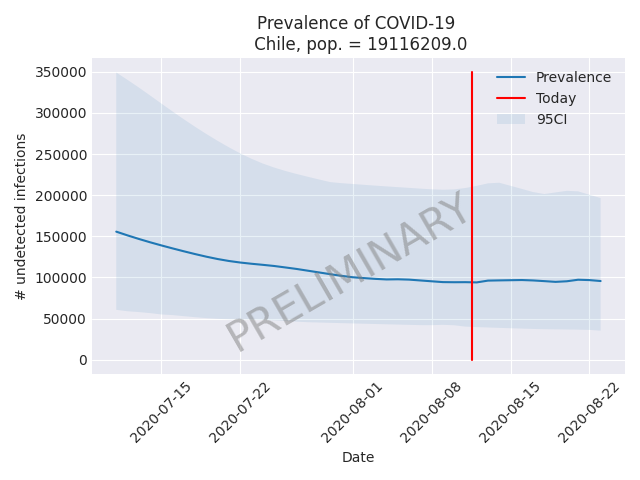 Prevalence of COVID-19
Chile, pop. = 19116209.0
# undetected infections
350000
300000
250000
200000
150000
100000
50000
0
Prevalence
Today
95CI
PRELIMINARY
2020-07-15
2020-07-22
2020-08-01
2020-08-08
2020-08-15
2020-08-22
Date